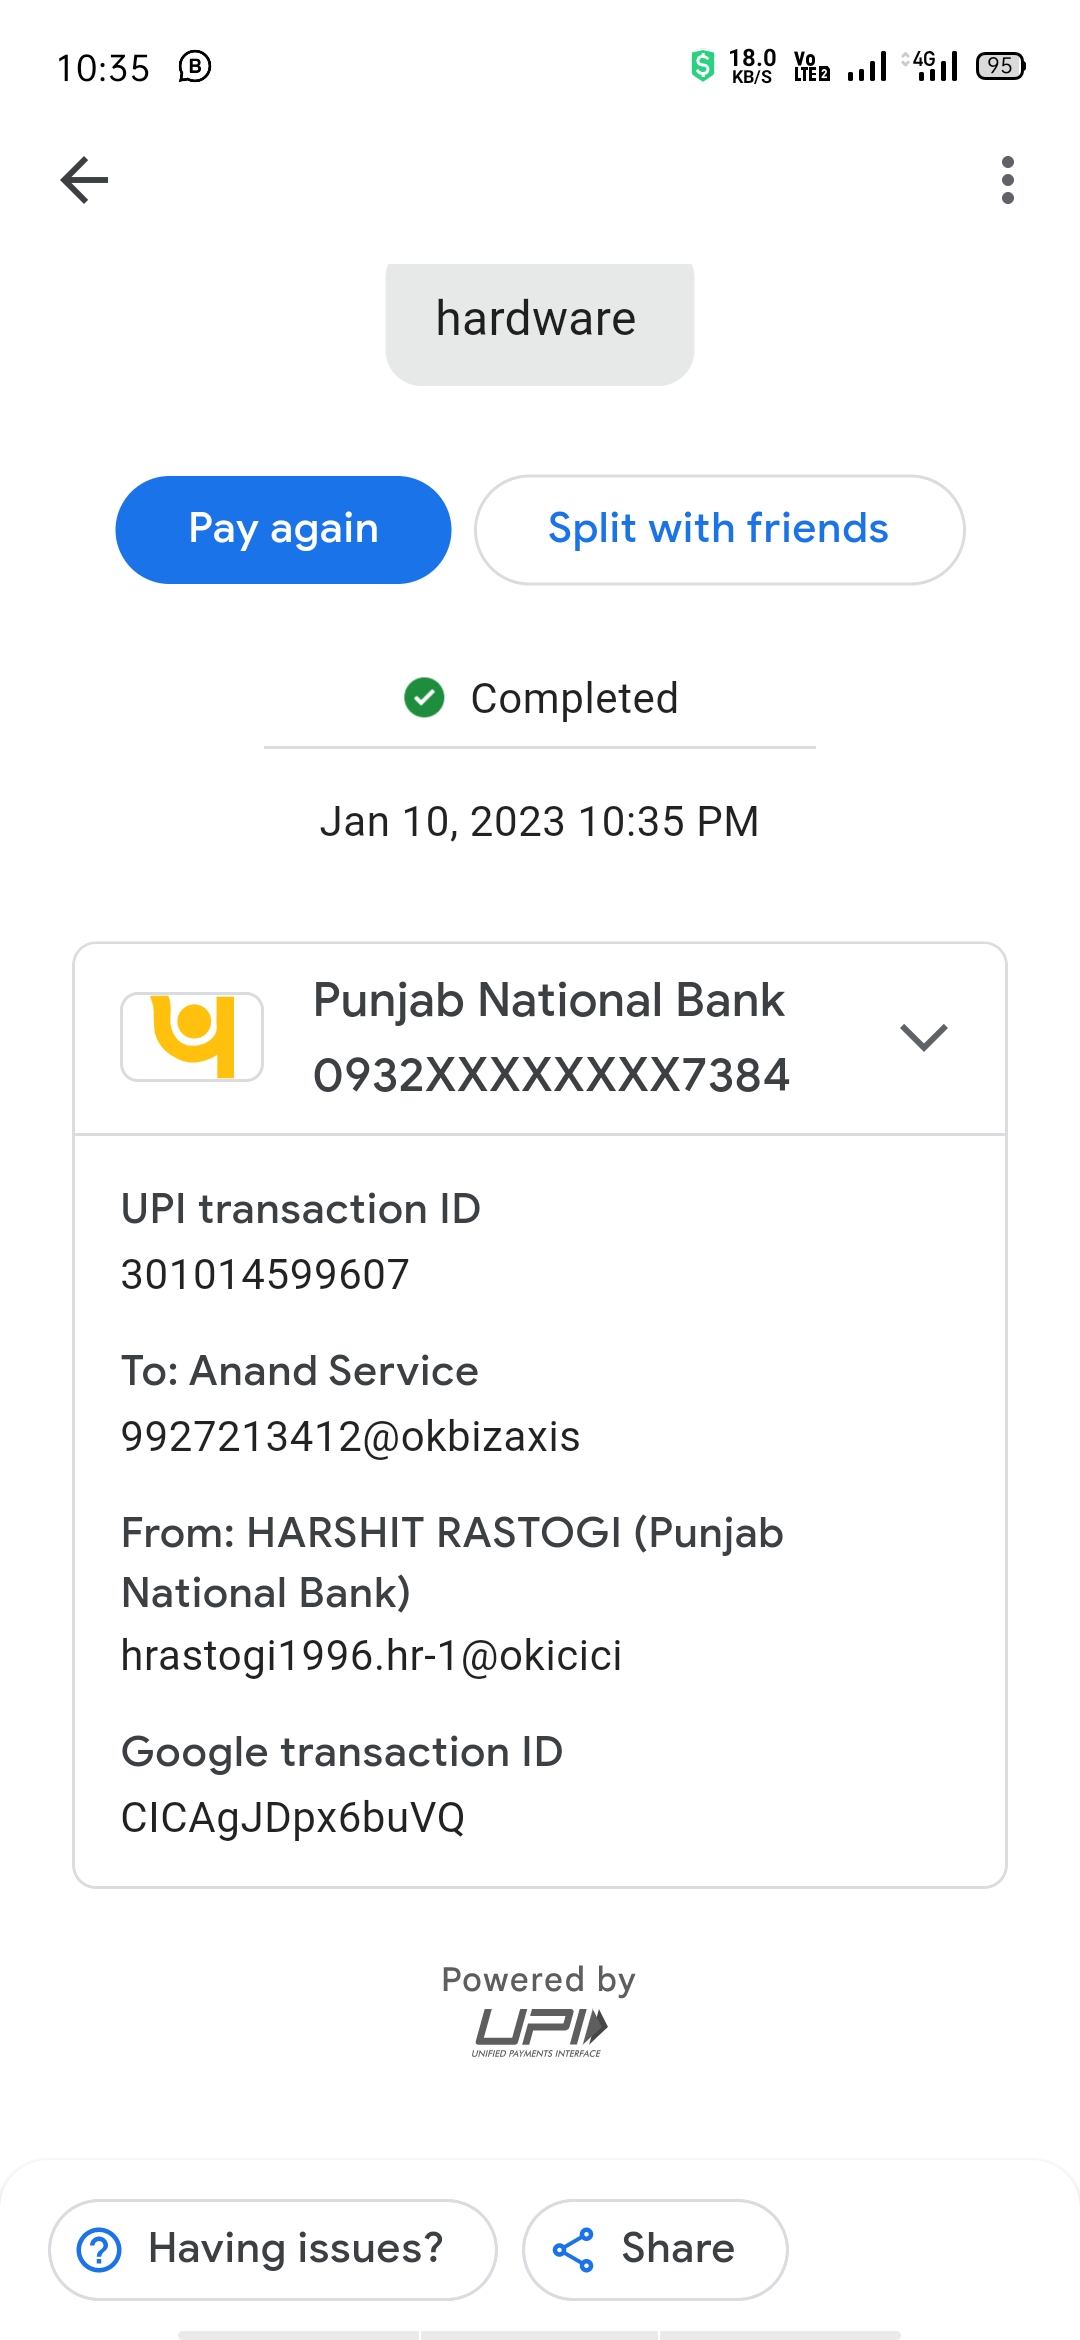 10:35
18.0
KB/S
Vo
LTE 2
4G
95
hardware
Pay again
Split with friends
Completed
Jan 10, 2023 10:35 PM
Punjab National Bank
0932XXXXXXXX7384
UPI transaction ID
301014599607
To: Anand Service
9927213412@okbizaxis
From: HARSHIT RASTOGI (Punjab
National Bank)
hrastogi1996.hr-1@okicici
Google transaction ID
CICAgJDpx6buVQ
Powered by
UPI
UNIFIED PAYMENTS INTERFACE
Having issues?
Share